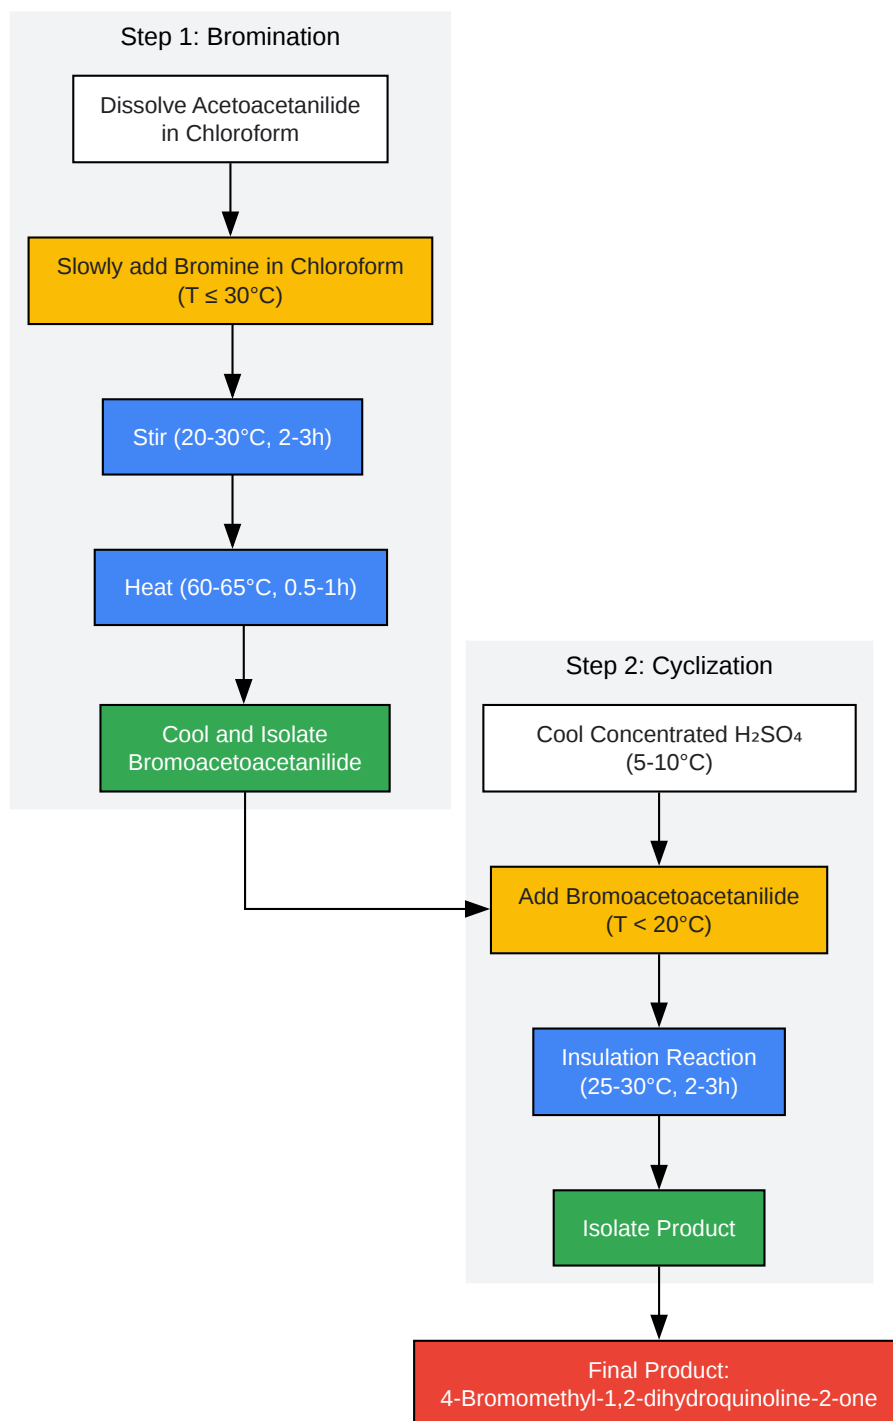 Step 1: Bromination
Dissolve Acetoacetanilide
in Chloroform
Slowly add Bromine in Chloroform
(T ≤ 30°C)
Stir (20-30°C, 2-3h)
Heat (60-65°C, 0.5-1h)
Cool and Isolate
Bromoacetoacetanilide
Step 2: Cyclization
Cool Concentrated H₂SO₄
(5-10°C)
Add Bromoacetoacetanilide
(T < 20°C)
Insulation Reaction
(25-30°C, 2-3h)
Isolate Product
Final Product:
4-Bromomethyl-1,2-dihydroquinoline-2-one